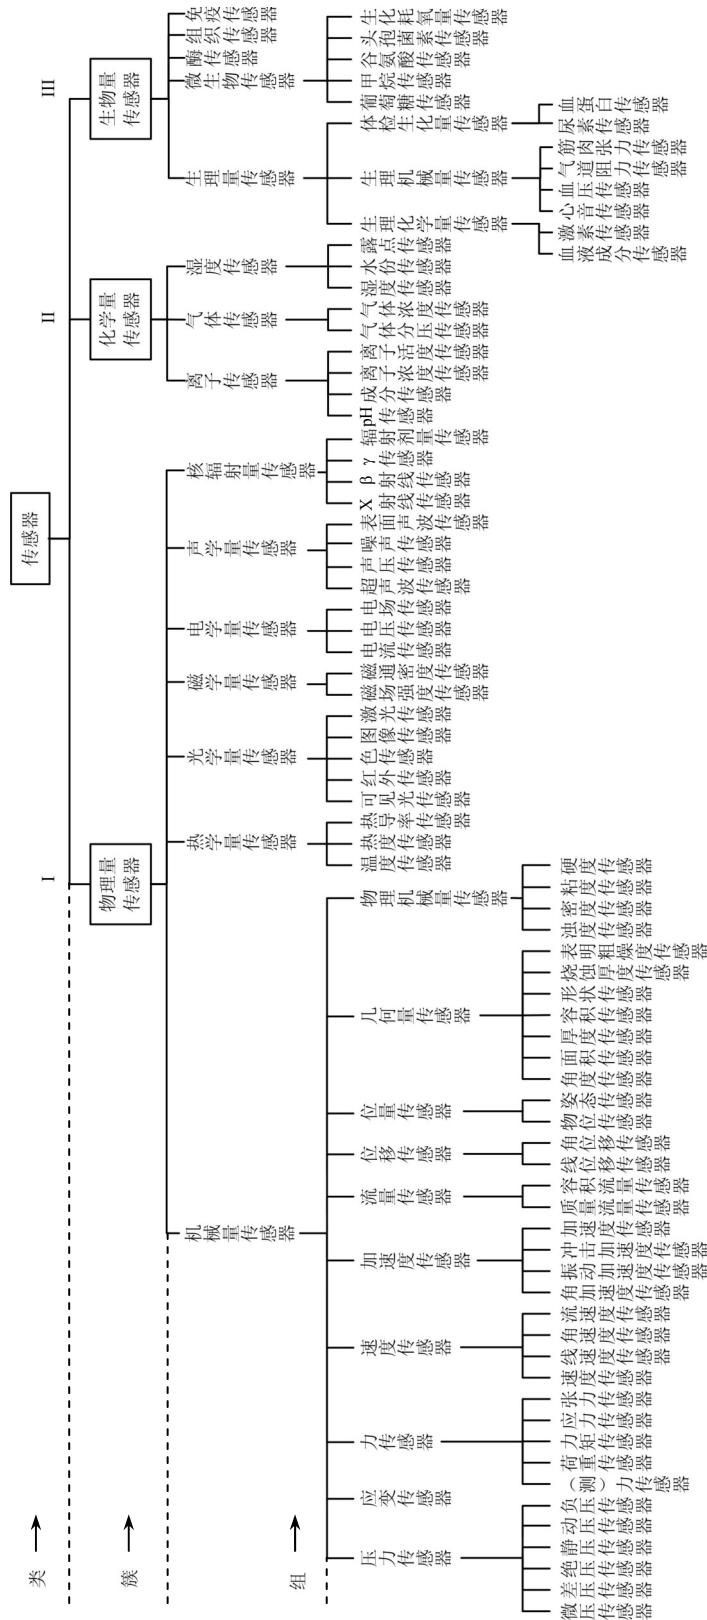 传感器
类
I
II
III
物理量
传感器
化学量
传感器
生物量
传感器
簇
机械量传感器
热学量传感器
光学量传感器
磁学量传感器
电学量传感器
声学量传感器
核辐射量传感器
离子传感器
气体传感器
湿度传感器
生理量传感器
微生物传感器
酶传感器
组织传感器
免疫传感器
组
压力传感器
应变传感器
力传感器
速度传感器
加速度传感器
流量传感器
位移传感器
位量传感器
几何量传感器
物理机械量传感器
温度传感器
热度传感器
热导率传感器
可见光传感器
红外传感器
色传感器
图像传感器
激光传感器
磁场强度传感器
磁通密度传感器
电流传感器
电压传感器
电场传感器
超声波传感器
声压传感器
噪声传感器
表面声波传感器
X射线传感器
β射线传感器
γ传感器
辐射剂量传感器
pH传感器
成分传感器
离子浓度传感器
离子活度传感器
气体分压传感器
气体浓度传感器
湿度传感器
水份传感器
露点传感器
生理化学量传感器
生理机械量传感器
体检生化量传感器
葡萄糖传感器
甲烷传感器
谷氨酸传感器
头孢菌素传感器
生化耗氧量传感器
微压传感器
差压传感器
绝压传感器
静压传感器
动压传感器
负压传感器
（测）力传感器
荷重传感器
力矩传感器
应力传感器
张力传感器
速度传感器
线速度传感器
角速度传感器
流速传感器
角加速度传感器
振动加速度传感器
冲击加速度传感器
加速度传感器
质量流量传感器
容积流量传感器
线位移传感器
角位移传感器
物位传感器
姿态传感器
角度传感器
面积传感器
厚度传感器
容积传感器
形状传感器
烧蚀厚度传感器
表明粗燥度传感器
浊度传感器
密度传感器
粘度传感器
硬度传感器
血液成分传感器
激素传感器
心音传感器
血压传感器
气道阻力传感器
筋肉张力传感器
尿素传感器
血蛋白传感器